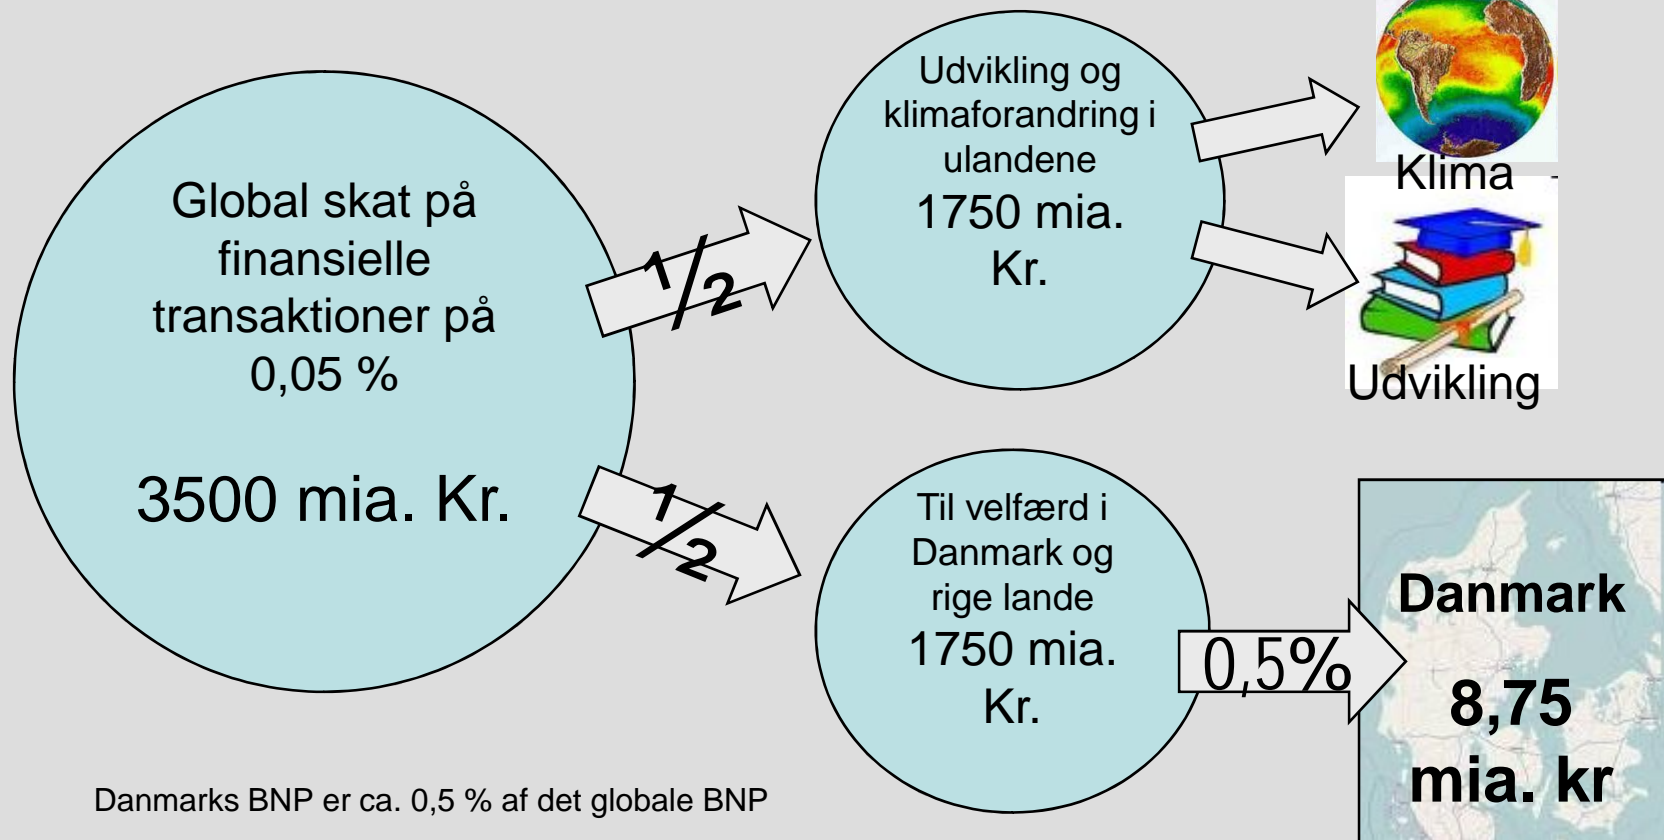 Global skat på
finansielle
transaktioner på
0,05 %
3500 mia. Kr.
1/2
Udvikling og
klimaforandring i
ulandene
1750 mia.
Kr.
Klima
Udvikling
1/2
Til velfærd i
Danmark og
rige lande
1750 mia.
Kr.
0,5%
Danmark
8,75
mia. kr
Danmarks BNP er ca. 0,5 % af det globale BNP